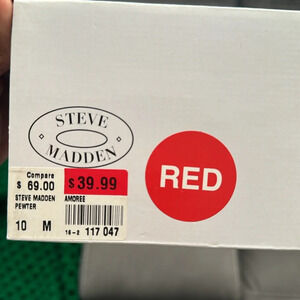 STEVE
MADDEN
RED
Compare
$ 69.00
$39.99
STEVE MADDEN
PEWTER
AMOREE
10 M
16-2 117 047